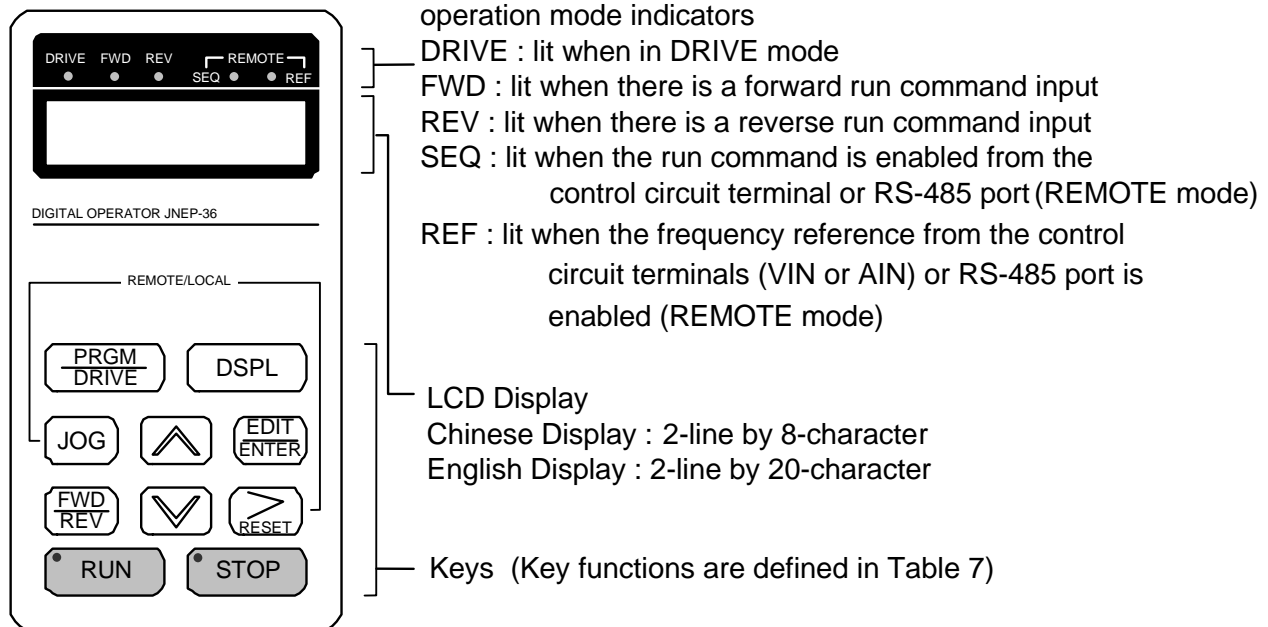 operation mode indicators
DRIVE FWD REV REMOTE
SEQ REF
DRIVE : lit when in DRIVE mode
FWD : lit when there is a forward run command input
REV : lit when there is a reverse run command input
SEQ : lit when the run command is enabled from the
control circuit terminal or RS-485 port (REMOTE mode)
REF : lit when the frequency reference from the control
circuit terminals (VIN or AIN) or RS-485 port is
enabled (REMOTE mode)
DIGITAL OPERATOR JNEP-36
REMOTE/LOCAL
PRGM
DRIVE
DSPL
JOG
EDIT
ENTER
FWD
REV
RESET
RUN
STOP
LCD Display
Chinese Display : 2-line by 8-character
English Display : 2-line by 20-character
Keys (Key functions are defined in Table 7)